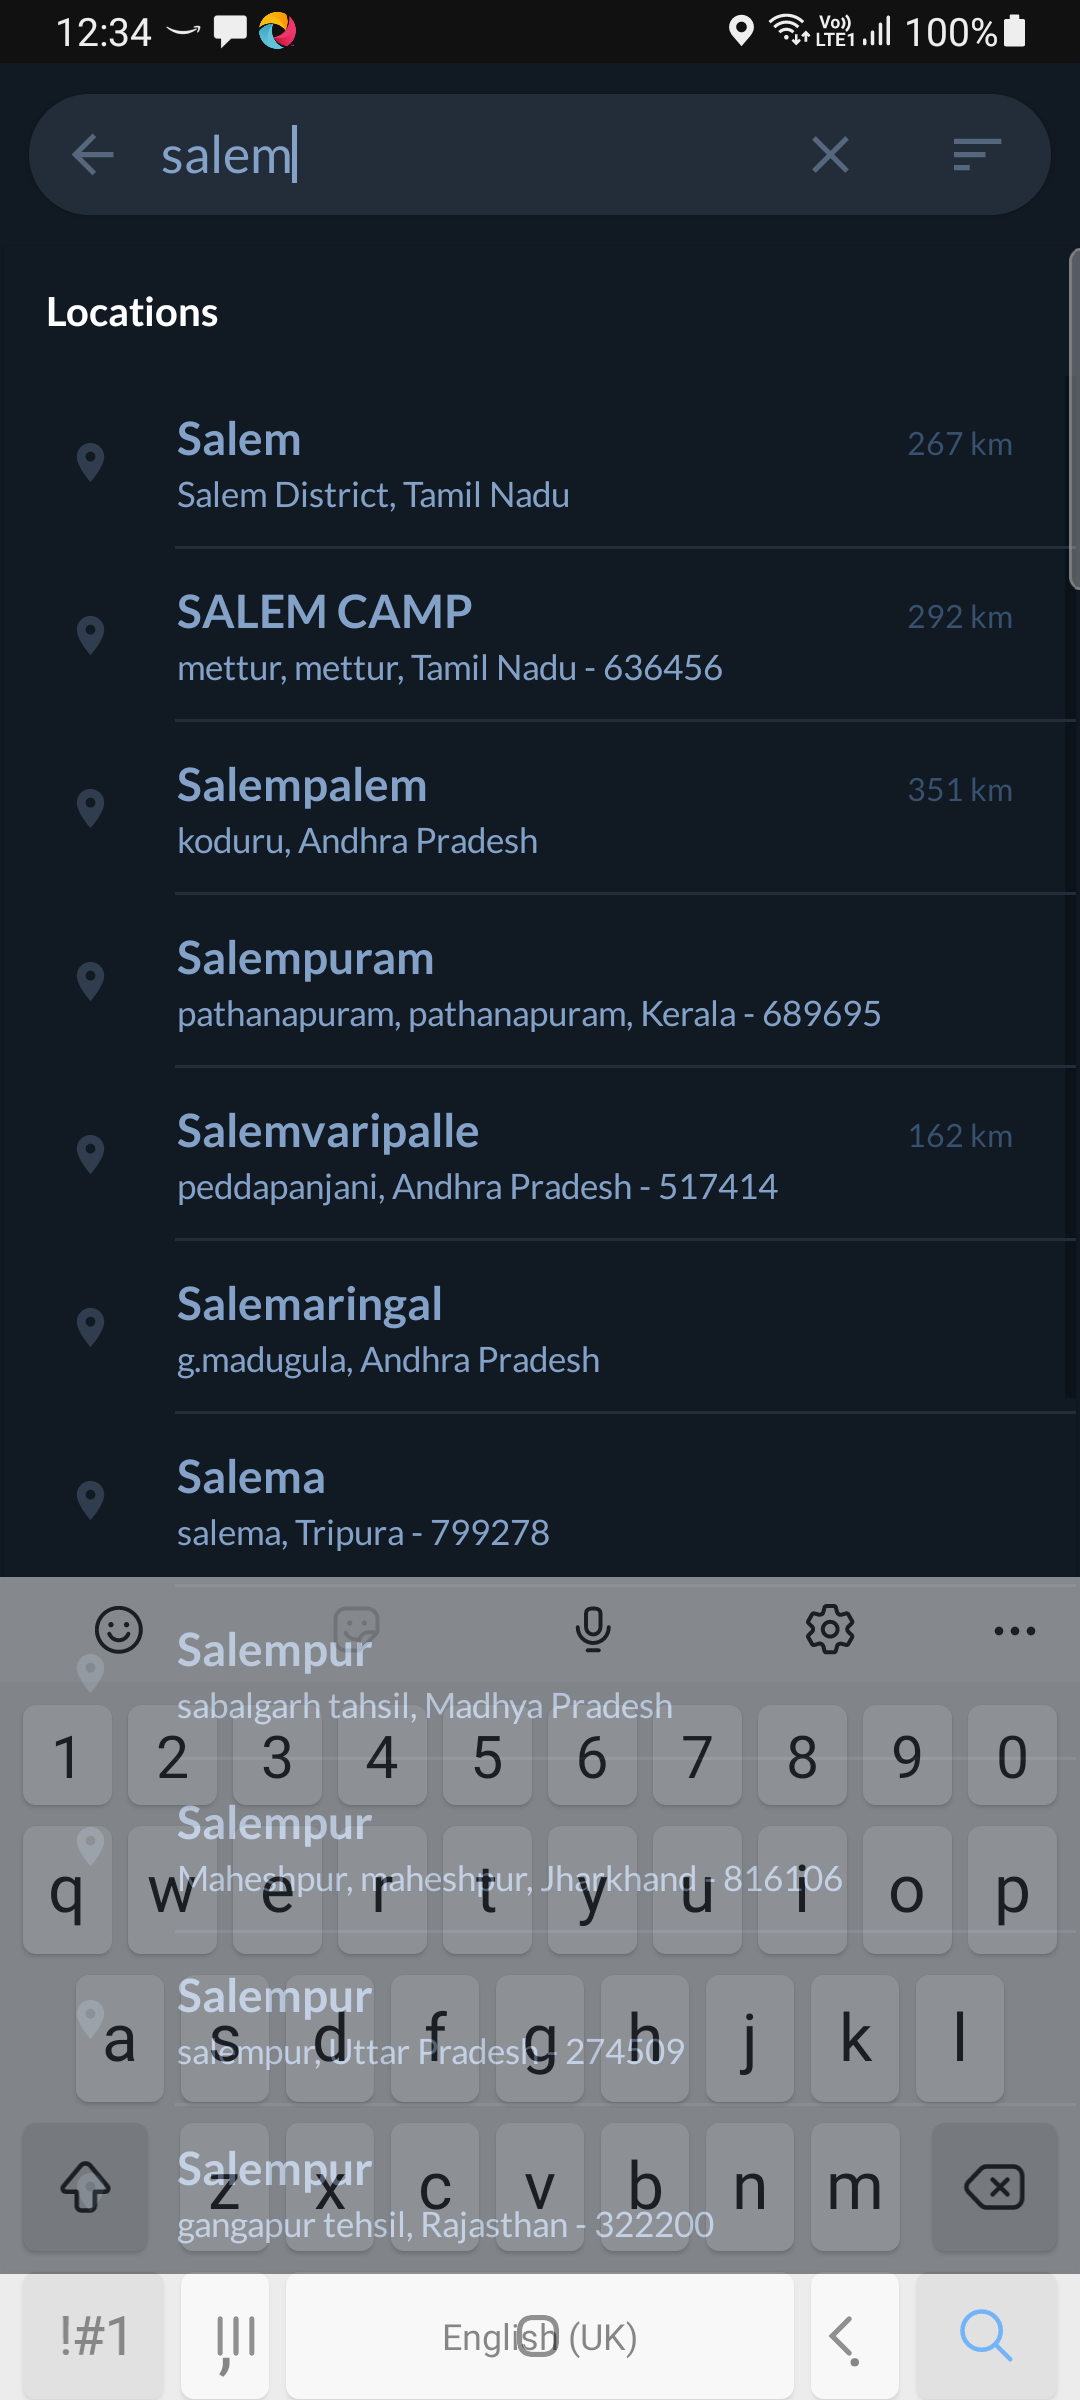 12:34 Vo)) LTE1 100%
salem
Locations
Salem 267 km
Salem District, Tamil Nadu
SALEM CAMP 292 km
mettur, mettur, Tamil Nadu - 636456
Salempalem 351 km
koduru, Andhra Pradesh
Salempuram
pathanapuram, pathanapuram, Kerala - 689695
Salemvaripalle 162 km
peddapanjani, Andhra Pradesh - 517414
Salemaringal
g.madugula, Andhra Pradesh
Salema
salema, Tripura - 799278
Salempur
sabalgarh tahsil, Madhya Pradesh
1 2 3 4 5 6 7 8 9 0
Salempur
Maheshpur, maheshpur, Jharkhand - 816106
q w e r t y u i o p
Salempur
salempur, Uttar Pradesh - 274509
a s d f g h j k l
Salempur
z x c v b n m
gangapur tehsil, Rajasthan - 322200
!#1 , English (UK) .